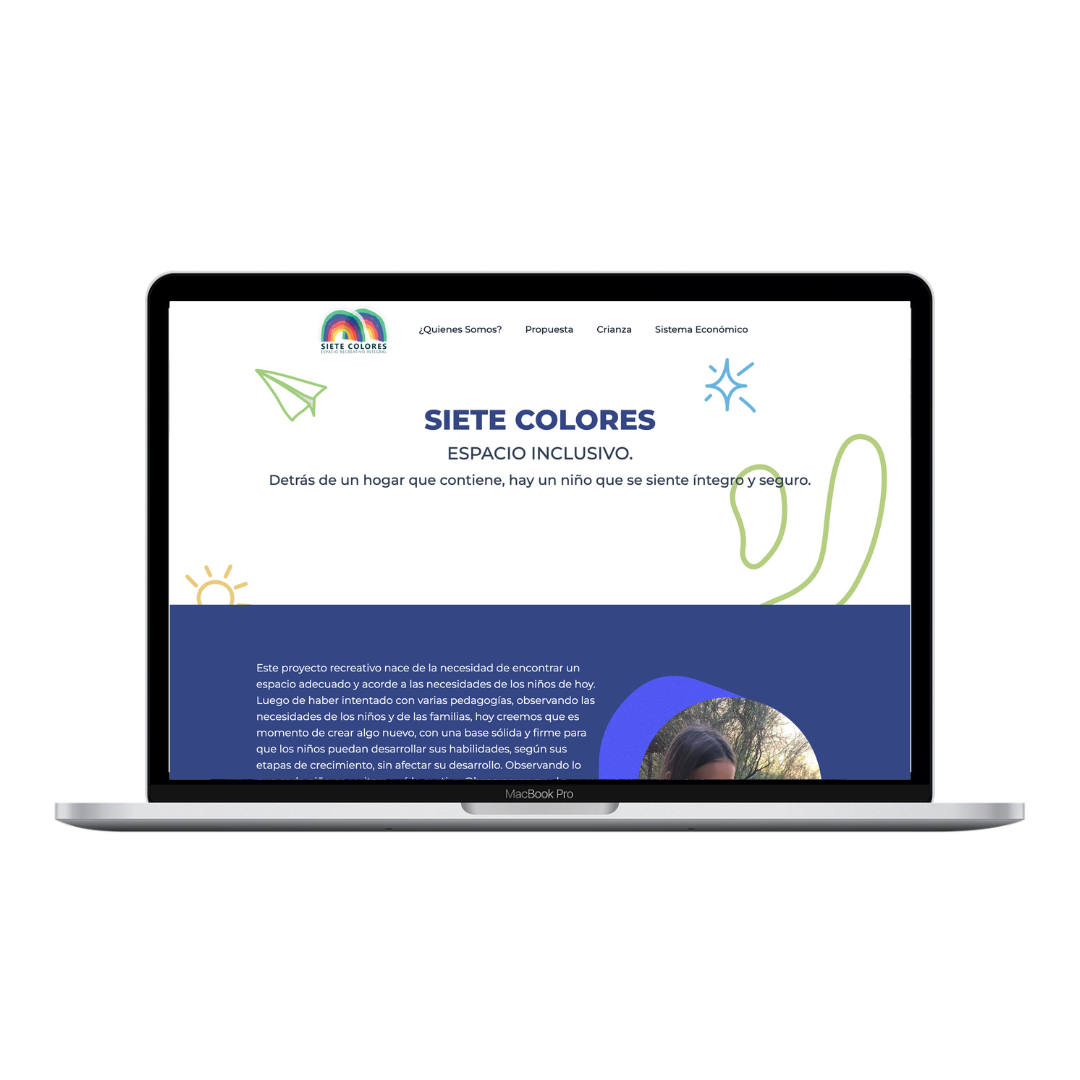 SIETE COLORES
ESPACIO RECREATIVO INTEGRAL
¿Quienes Somos? Propuesta Crianza Sistema Económico
SIETE COLORES
ESPACIO INCLUSIVO.
Detrás de un hogar que contiene, hay un niño que se siente íntegro y seguro.
Este proyecto recreativo nace de la necesidad de encontrar un
espacio adecuado y acorde a las necesidades de los niños de hoy.
Luego de haber intentado con varias pedagogías, observando las
necesidades de los niños y de las familias, hoy creemos que es
momento de crear algo nuevo, con una base sólida y firme para
que los niños puedan desarrollar sus habilidades, según sus
etapas de crecimiento, sin afectar su desarrollo. Observando lo
MacBook Pro